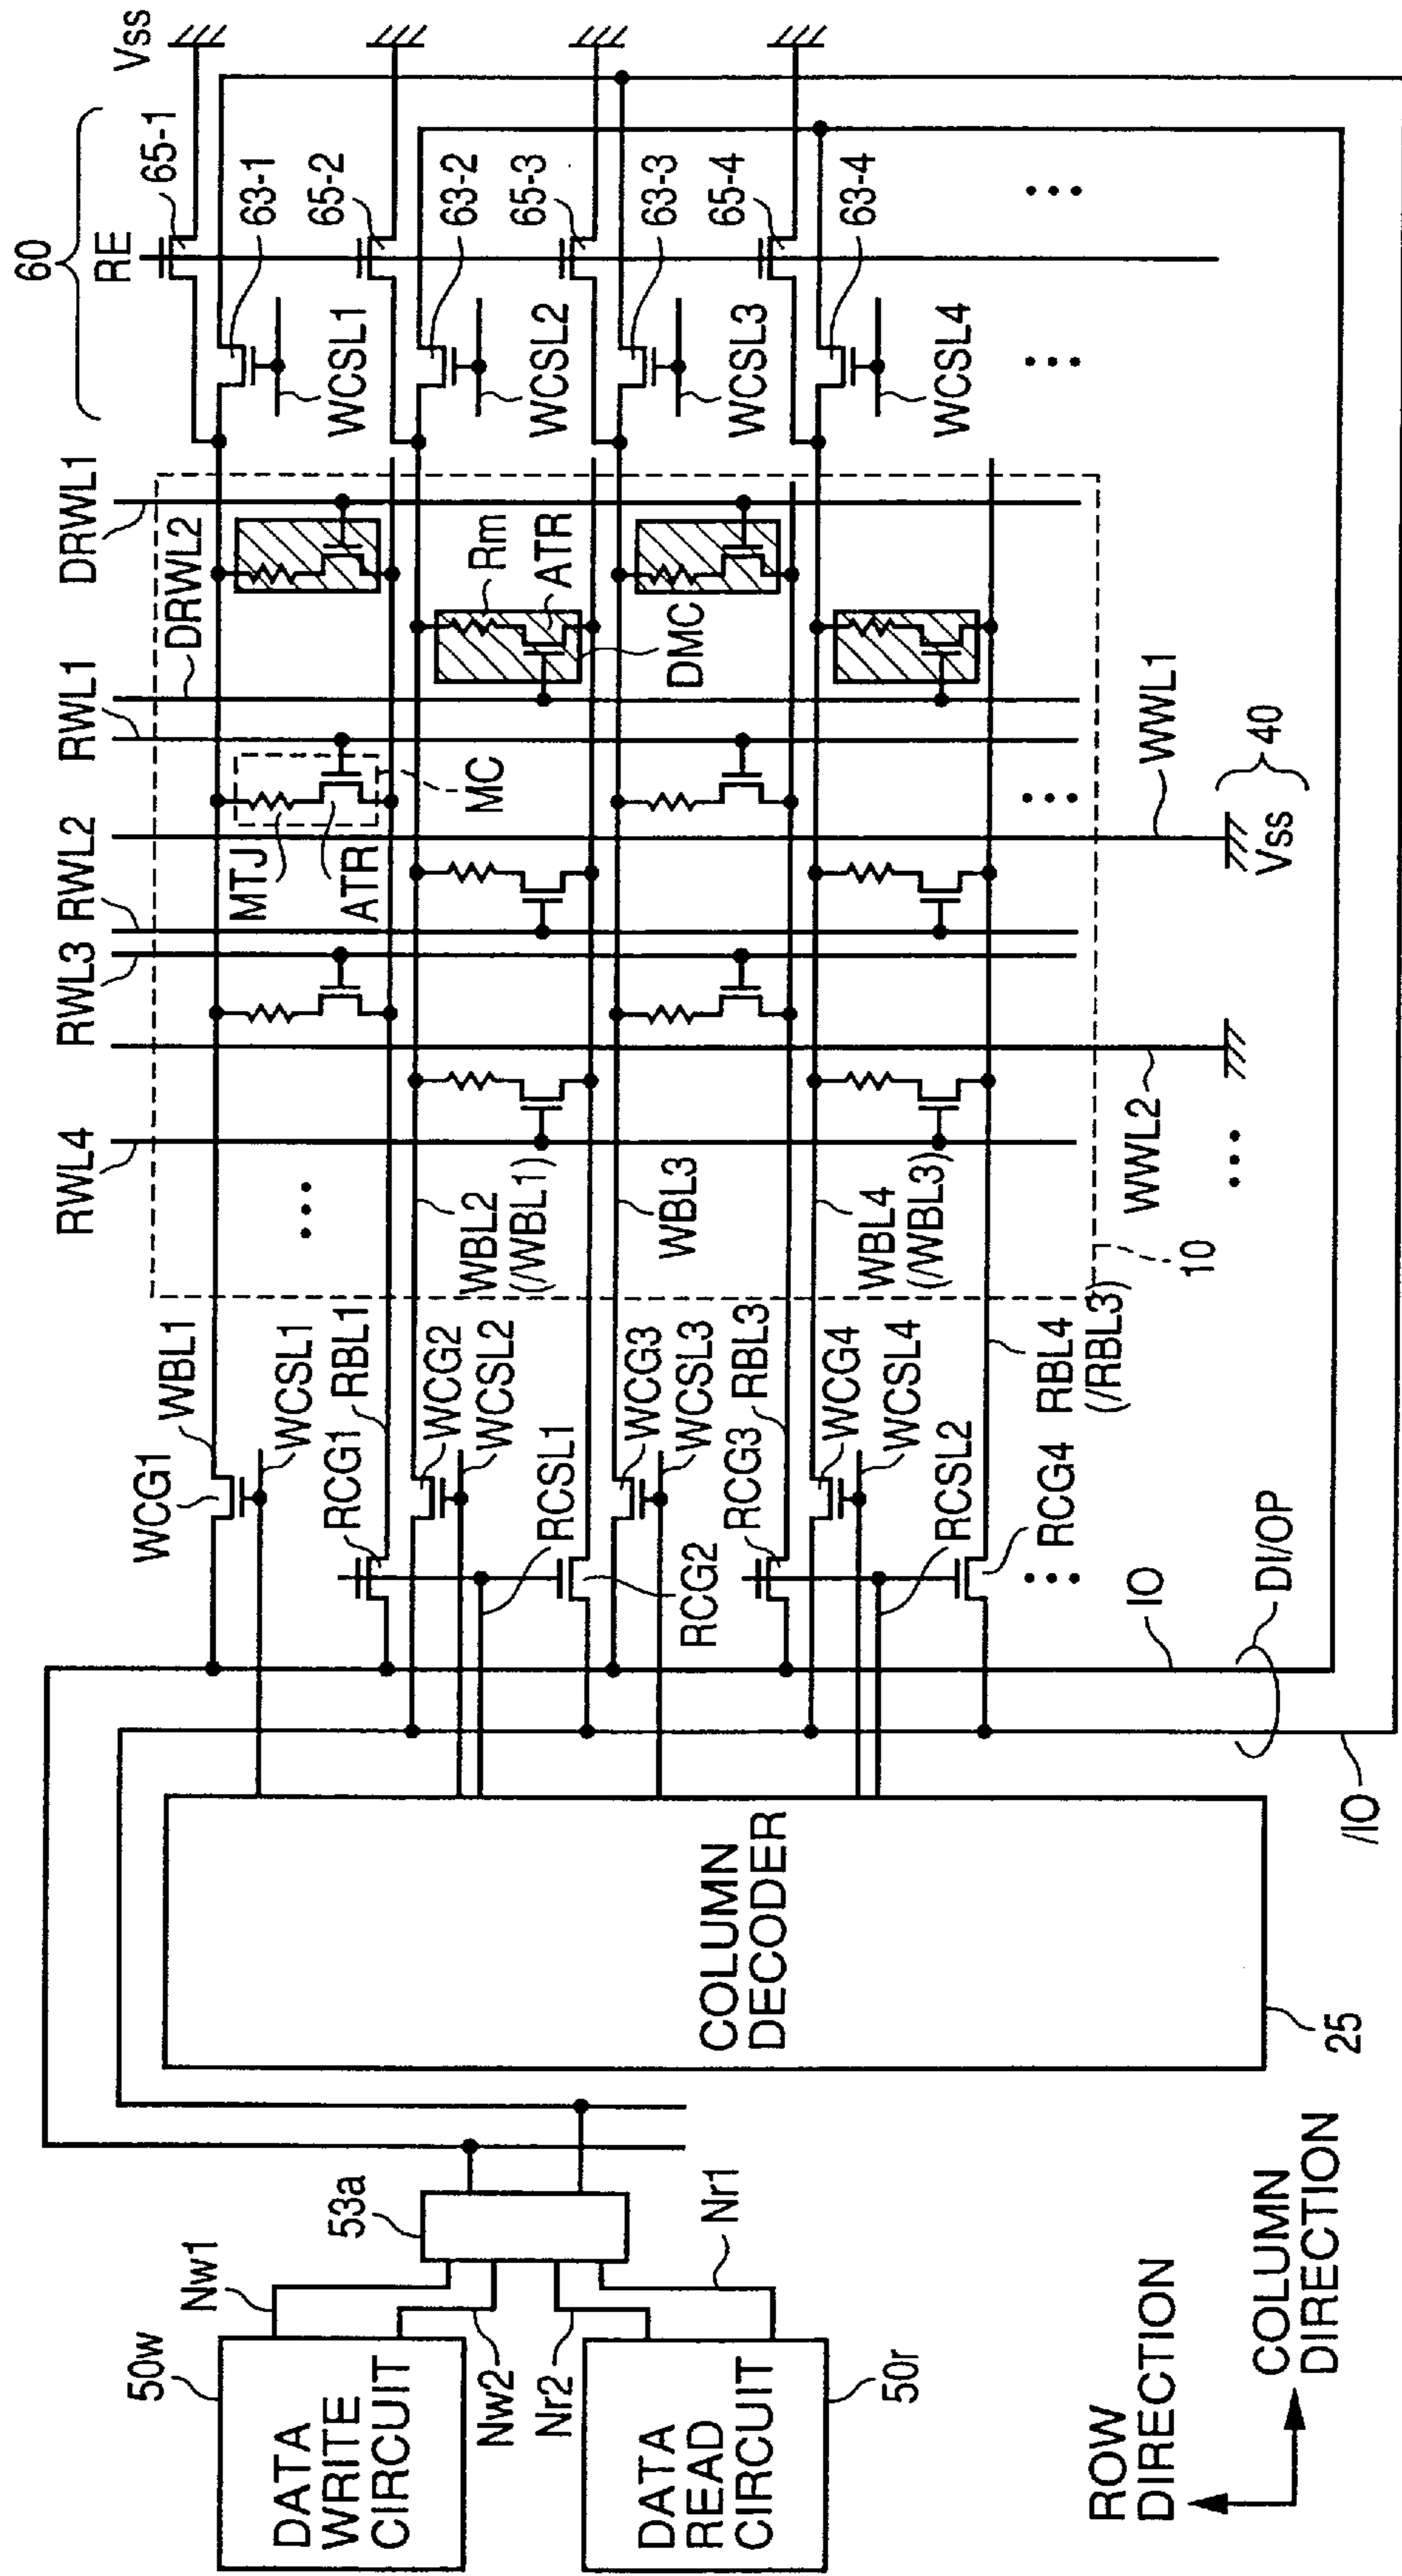 60
RE
65-1
Vss
63-1
65-2
63-2
65-3
63-3
65-4
63-4
WCSL1
WCSL2
WCSL3
WCSL4
DRWL1
DRWL2
Rm
ATR
DMC
RWL1
MC
MTJ
ATR
RWL2
RWL3
RWL4
WWL1
40
Vss
WWL2
WBL2
(/WBL1)
WBL3
WBL4
(/WBL3)
10
WBL1
WCG1
WCSL1
RBL1
RCG1
WCG2
WCSL2
RCSL1
RCG2
WCG3
WCSL3
RBL3
RCG3
WCG4
WCSL4
RCSL2
RBL4
(/RBL3)
RCG4
DI/OP
IO
/IO
COLUMN
DECODER
25
53a
Nw1
Nw2
Nr2
Nr1
50w
DATA
WRITE
CIRCUIT
50r
DATA
READ
CIRCUIT
ROW
DIRECTION
COLUMN
DIRECTION